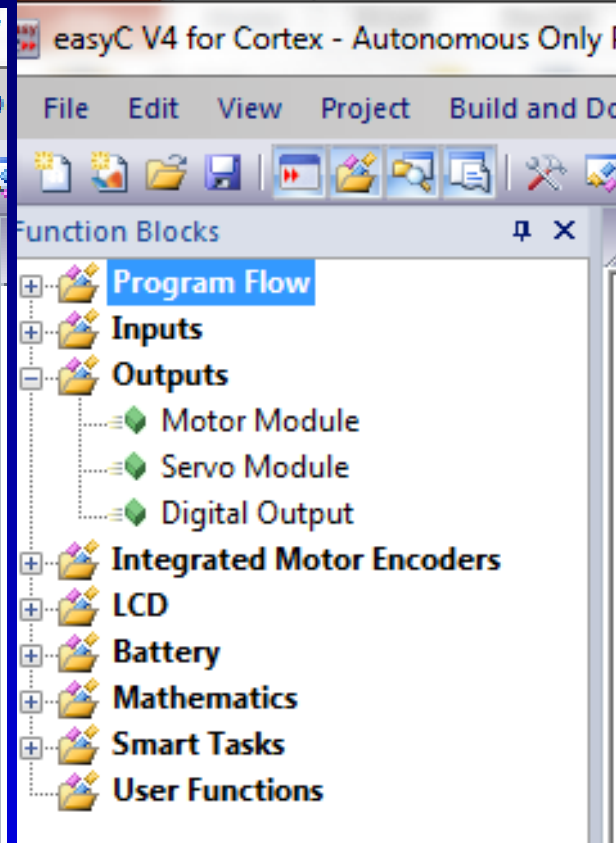 easyC V4 for Cortex - Autonomous Only
File Edit View Project Build and Do
Function Blocks
Program Flow
Inputs
Outputs
Motor Module
Servo Module
Digital Output
Integrated Motor Encoders
LCD
Battery
Mathematics
Smart Tasks
User Functions